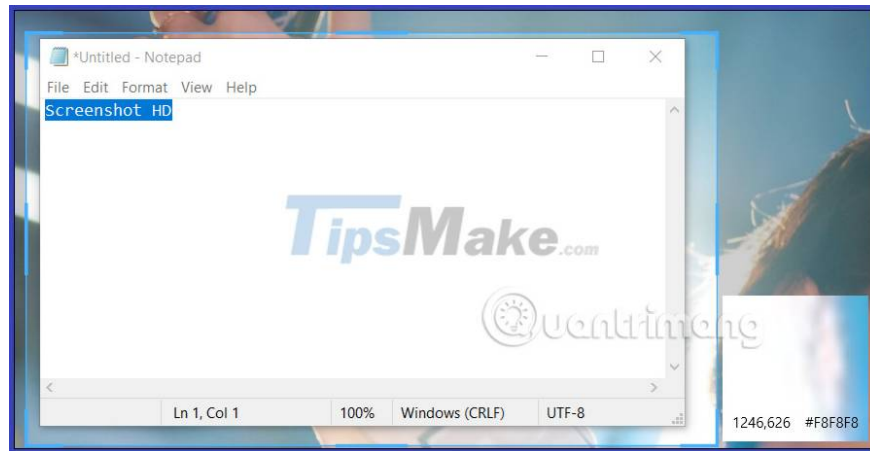 *Untitled - Notepad
File Edit Format View Help
Screenshot HD
TipsMake.com
Quantrimang
Ln 1, Col 1 100% Windows (CRLF) UTF-8
1246,626 #F8F8F8